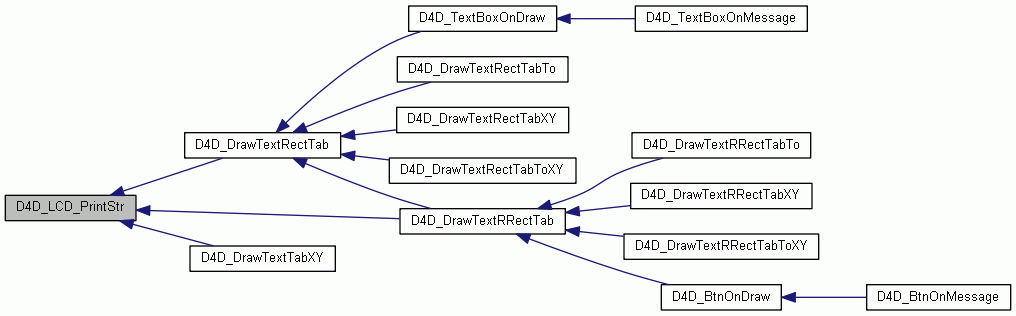 D4D_TextBoxOnDraw
D4D_TextBoxOnMessage
D4D_DrawTextRectTabTo
D4D_DrawTextRectTabXY
D4D_DrawTextRectTab
D4D_DrawTextRRectTabTo
D4D_DrawTextRectTabToXY
D4D_DrawTextRRectTabXY
D4D_LCD_PrintStr
D4D_DrawTextRRectTab
D4D_DrawTextRRectTabToXY
D4D_DrawTextTabXY
D4D_BtnOnDraw
D4D_BtnOnMessage